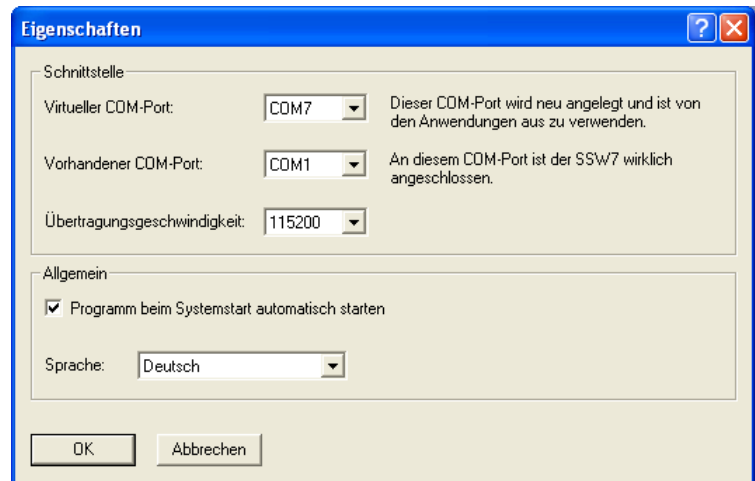 Eigenschaften
Schnittstelle
Virtueller COM-Port:
COM7
Dieser COM-Port wird neu angelegt und ist von
den Anwendungen aus zu verwenden.
Vorhandener COM-Port:
COM1
An diesem COM-Port ist der SSW7 wirklich
angeschlossen.
Übertragungsgeschwindigkeit:
115200
Allgemein
Programm beim Systemstart automatisch starten
Sprache:
Deutsch
OK
Abbrechen